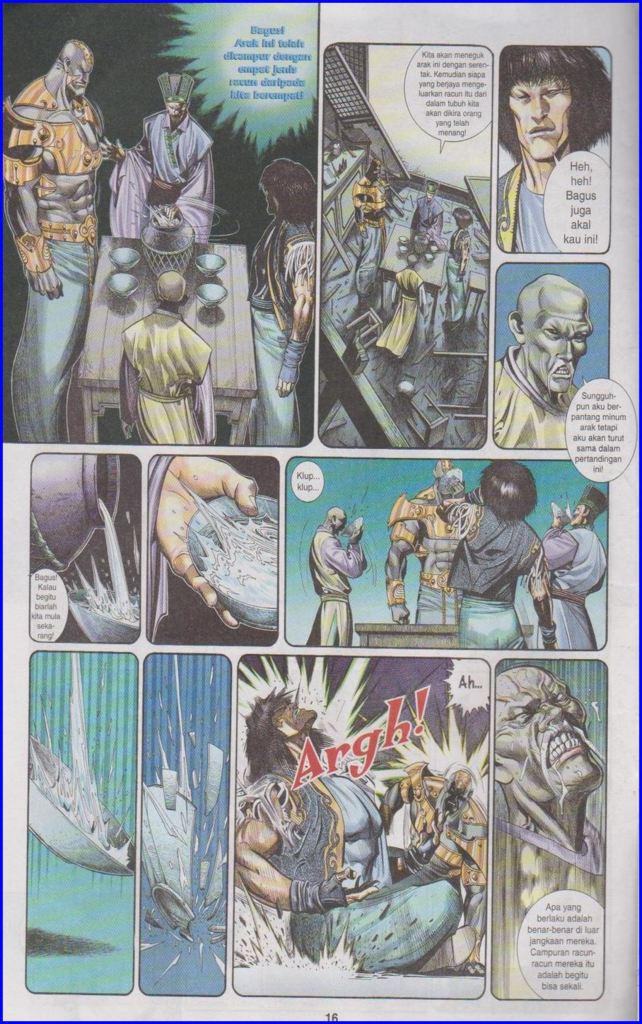 Bagus!
Arak ini telah
dicampur dengan
empat jenis
racun daripada
kita berempat!
Kita akan meneguk
arak ini dengan seren-
tak. Kemudian siapa
yang berjaya menge-
luarkan racun itu dari
dalam tubuh kita
akan dikira orang
yang telah
menang!
Heh,
heh!
Bagus
juga
akal
kau ini!
Sungguh-
pun aku ber-
pantang minum
arak tetapi
aku akan turut
sama dalam
pertandingan
ini!
Bagus!
Kalau
begitu
biarlah
kita mula
seka-
rang!
Klup...
klup...
Argh!
Ah...
Apa yang
berlaku adalah
benar-benar di luar
jangkaan mereka.
Campuran racun-
racun mereka itu
adalah begitu
bisa sekali.
16